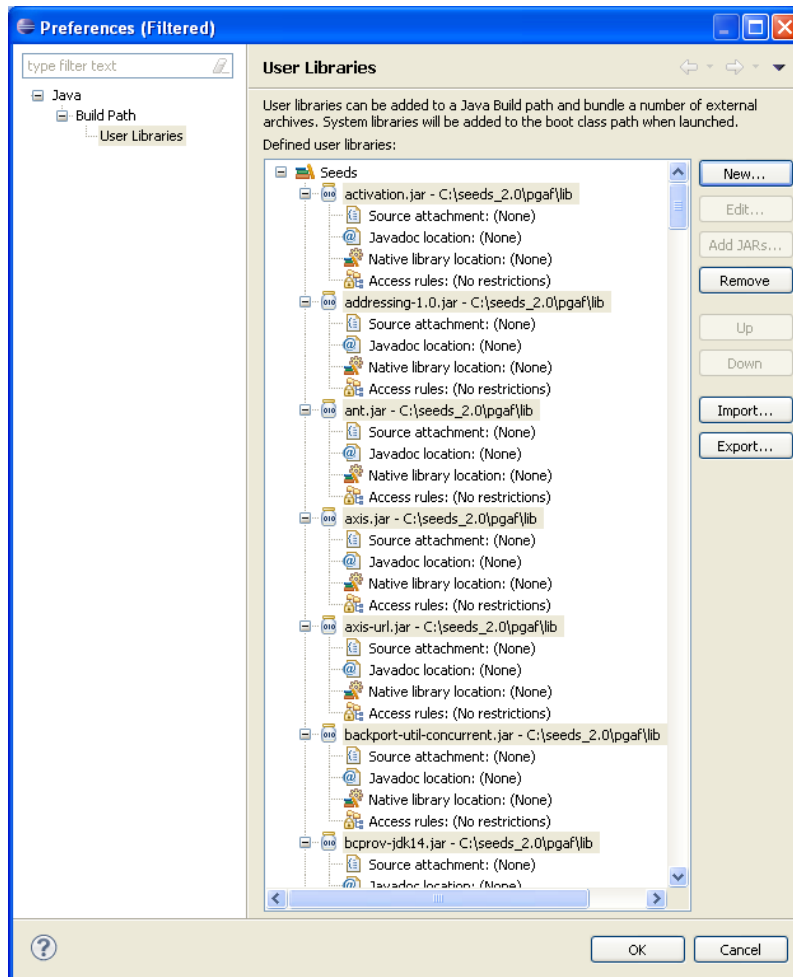 Preferences (Filtered)
type filter text
Java
Build Path
User Libraries
User Libraries
User libraries can be added to a Java Build path and bundle a number of external
archives. System libraries will be added to the boot class path when launched.
Defined user libraries:
Seeds
activation.jar - C:\seeds_2.0\pgaf\lib
Source attachment: (None)
Javadoc location: (None)
Native library location: (None)
Access rules: (No restrictions)
addressing-1.0.jar - C:\seeds_2.0\pgaf\lib
Source attachment: (None)
Javadoc location: (None)
Native library location: (None)
Access rules: (No restrictions)
ant.jar - C:\seeds_2.0\pgaf\lib
Source attachment: (None)
Javadoc location: (None)
Native library location: (None)
Access rules: (No restrictions)
axis.jar - C:\seeds_2.0\pgaf\lib
Source attachment: (None)
Javadoc location: (None)
Native library location: (None)
Access rules: (No restrictions)
axis-url.jar - C:\seeds_2.0\pgaf\lib
Source attachment: (None)
Javadoc location: (None)
Native library location: (None)
Access rules: (No restrictions)
backport-util-concurrent.jar - C:\seeds_2.0\pgaf\lib
Source attachment: (None)
Javadoc location: (None)
Native library location: (None)
Access rules: (No restrictions)
bcprov-jdk14.jar - C:\seeds_2.0\pgaf\lib
Source attachment: (None)
Javadoc location: (None)
New...
Edit...
Add JARs...
Remove
Up
Down
Import...
Export...
OK
Cancel